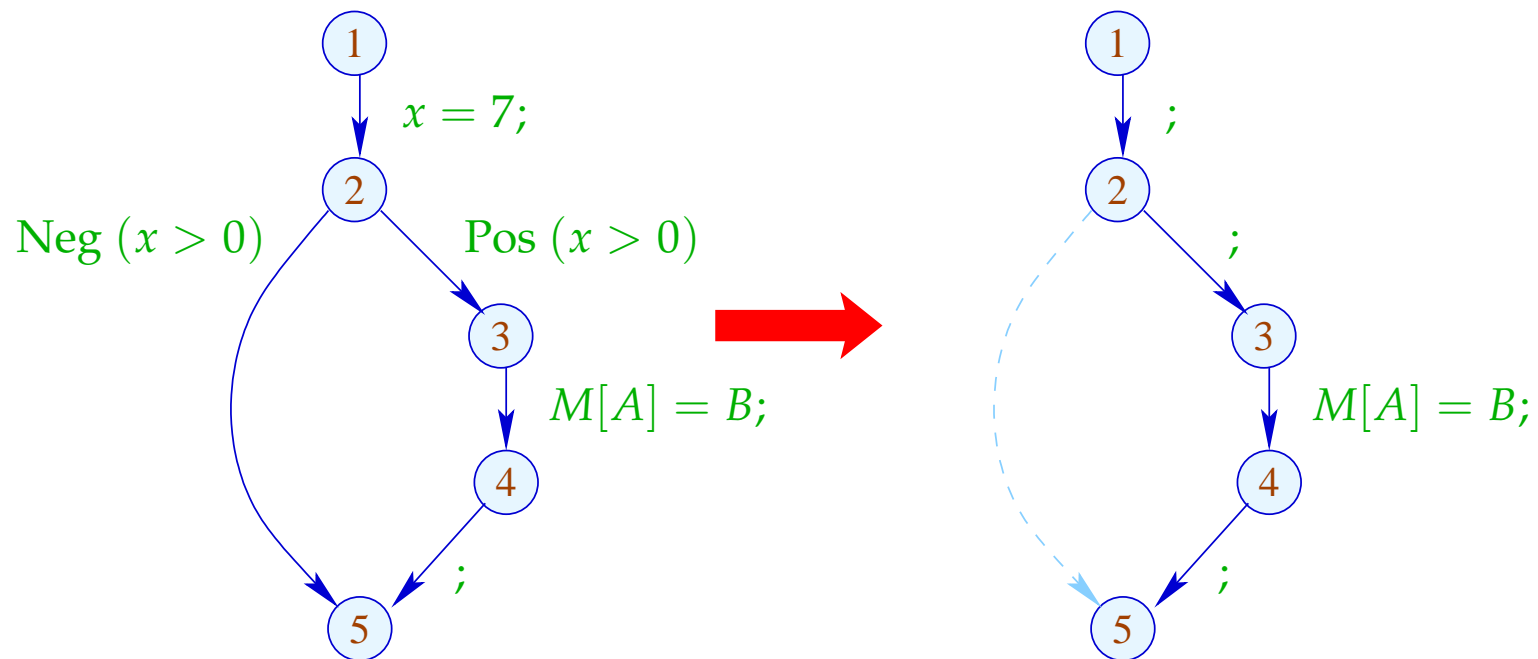 1
1
x = 7;
;
2
2
Neg (x > 0)
Pos (x > 0)
;
3
3
M[A] = B;
M[A] = B;
4
4
;
;
5
5